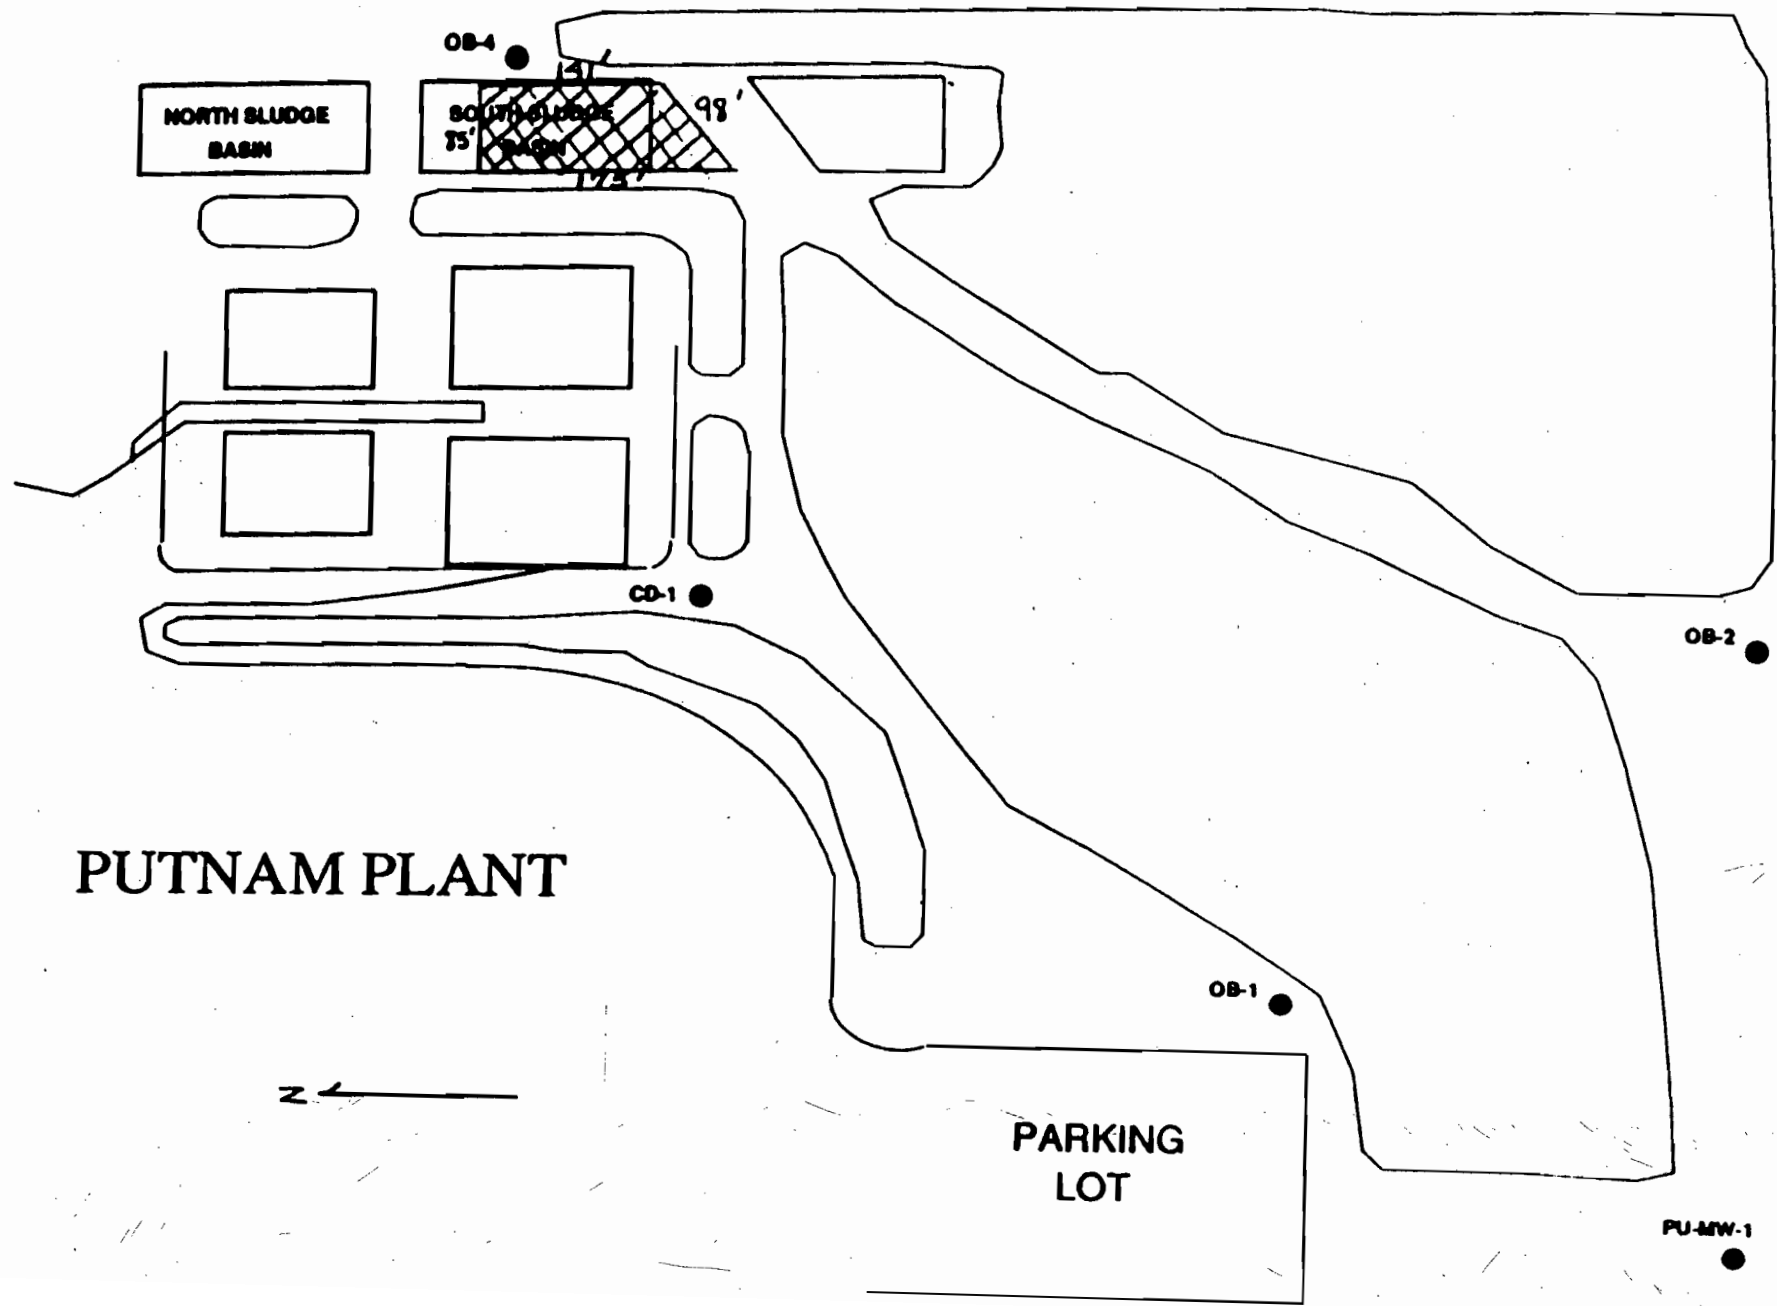 OB-4
131'
NORTH SLUDGE
BASIN
SOUTH SLUDGE
BASIN
85'
98'
175'
CD-1
OB-2
PUTNAM PLANT
OB-1
N
PARKING
LOT
PU-MW-1